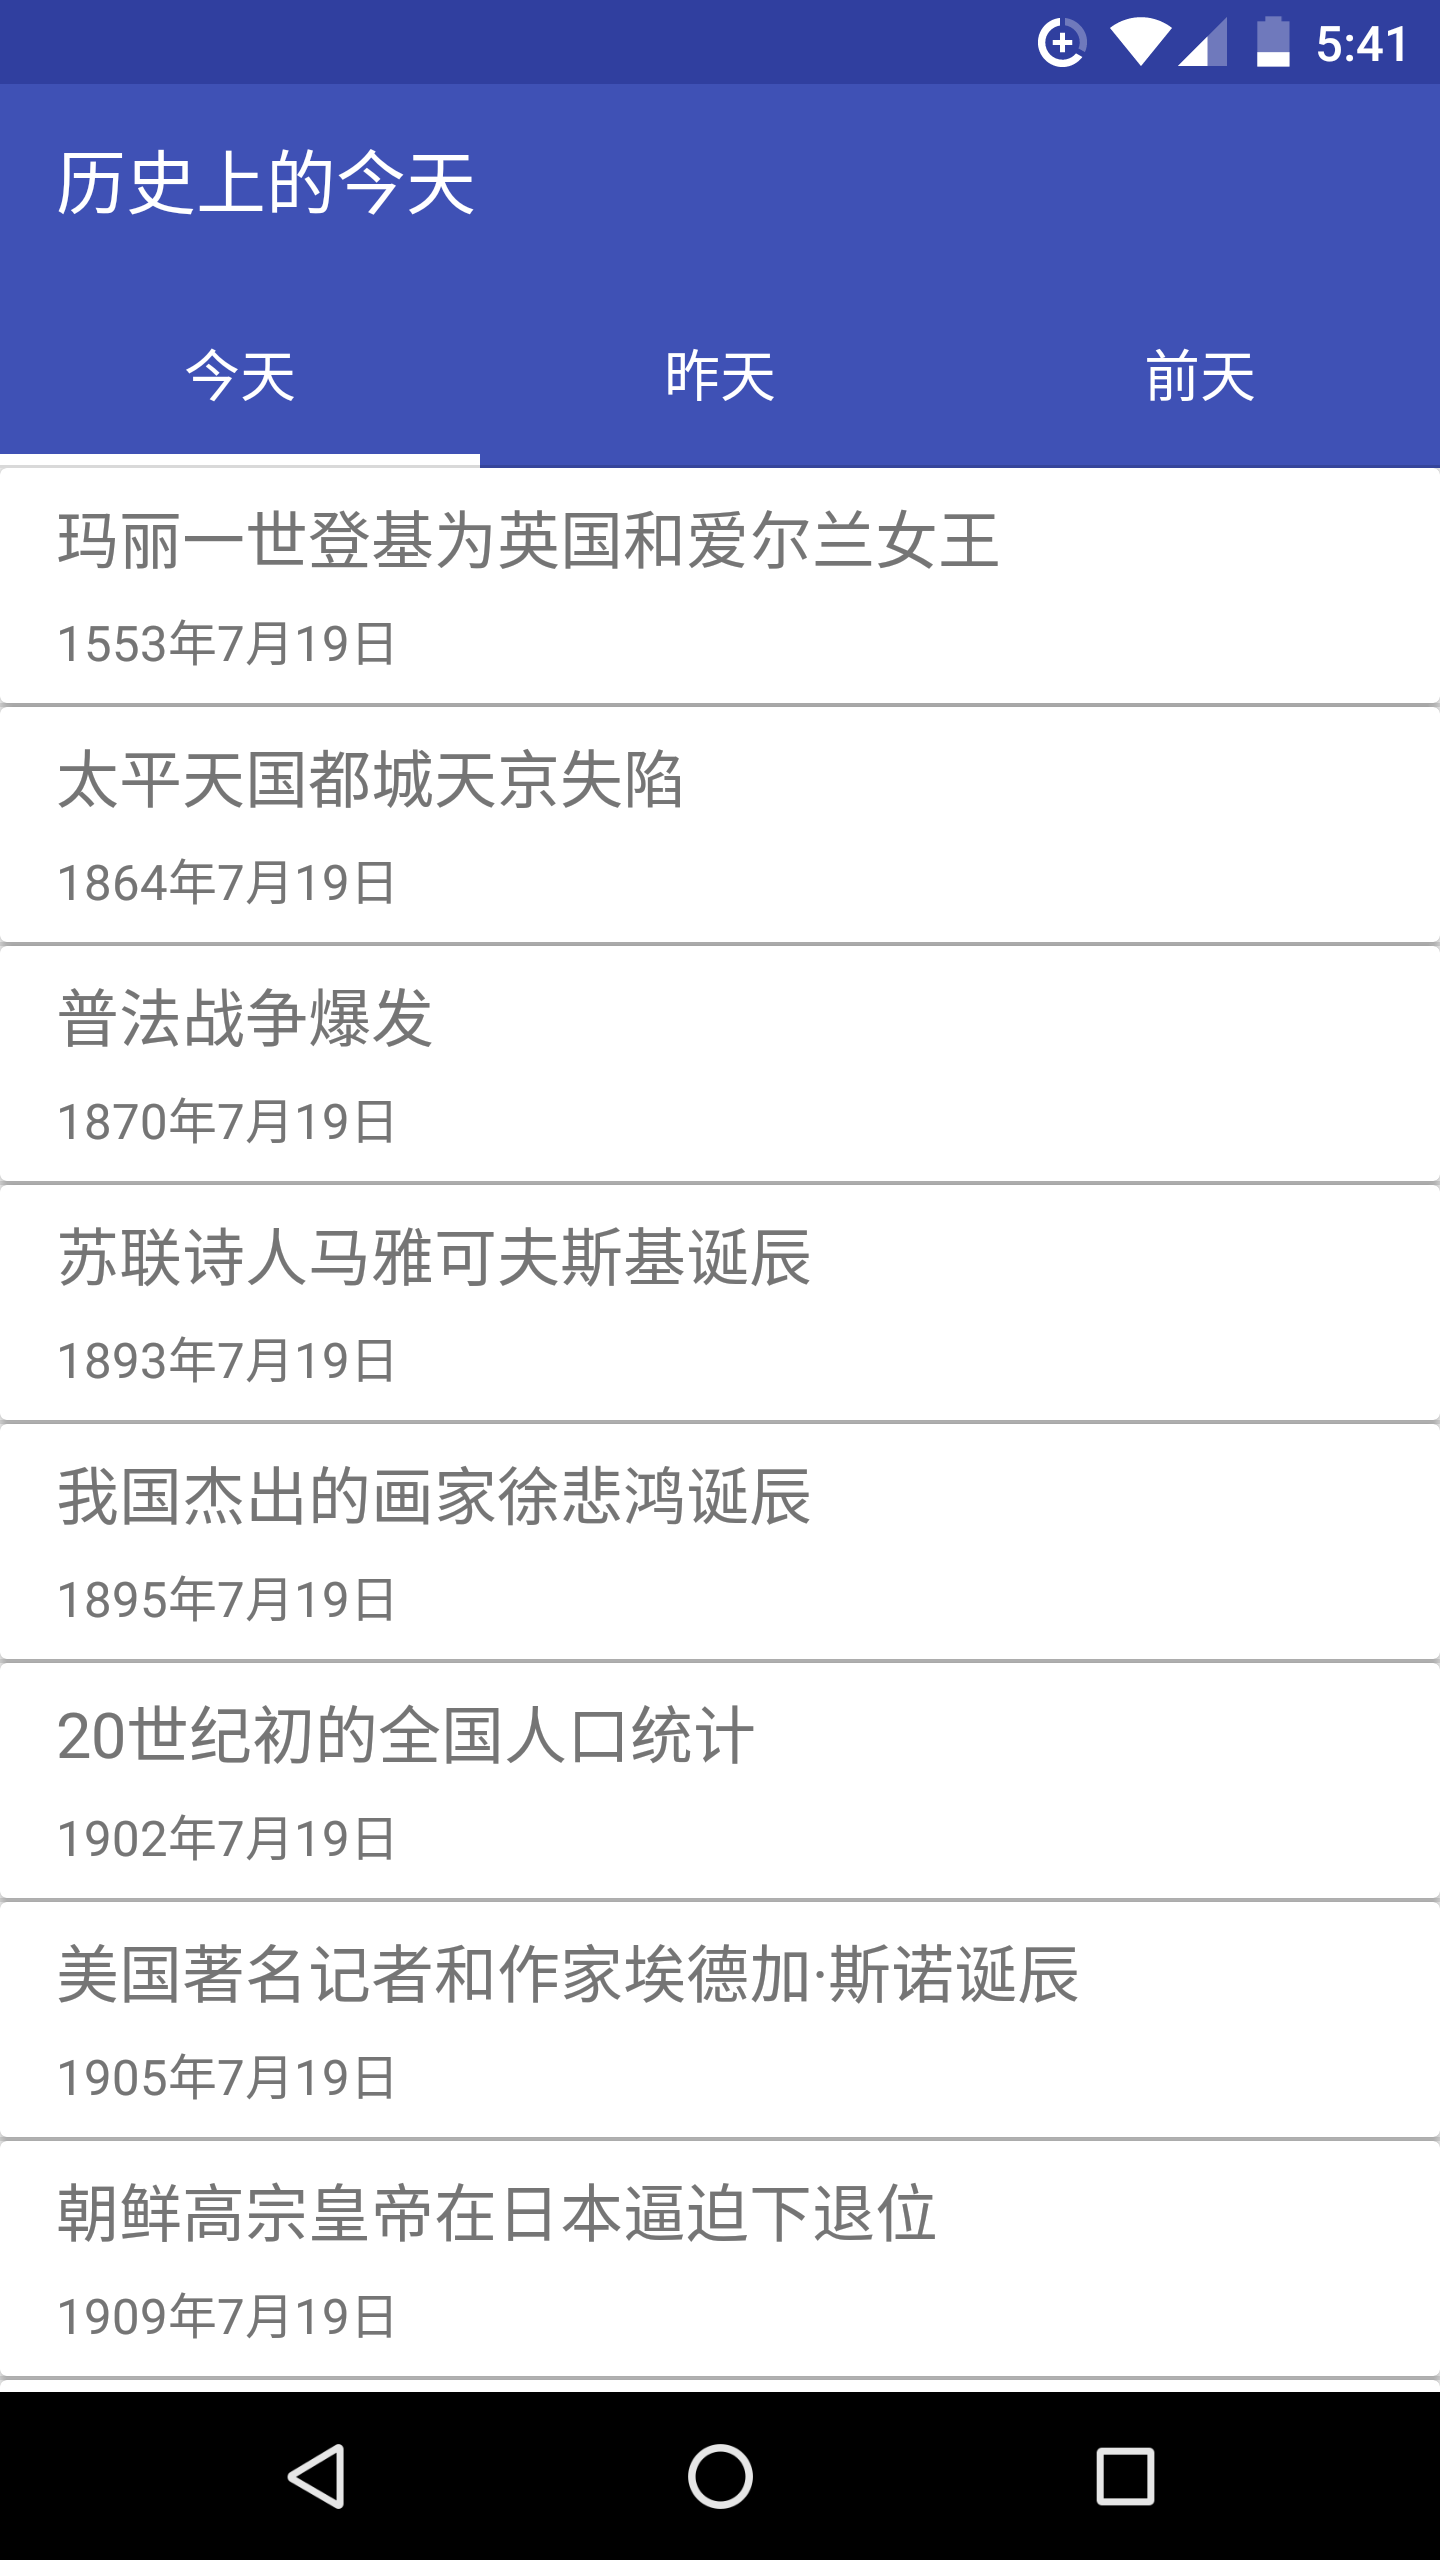 5:41
历史上的今天
今天 昨天 前天
玛丽一世登基为英国和爱尔兰女王
1553年7月19日
太平天国都城天京失陷
1864年7月19日
普法战争爆发
1870年7月19日
苏联诗人马雅可夫斯基诞辰
1893年7月19日
我国杰出的画家徐悲鸿诞辰
1895年7月19日
20世纪初的全国人口统计
1902年7月19日
美国著名记者和作家埃德加·斯诺诞辰
1905年7月19日
朝鲜高宗皇帝在日本逼迫下退位
1909年7月19日